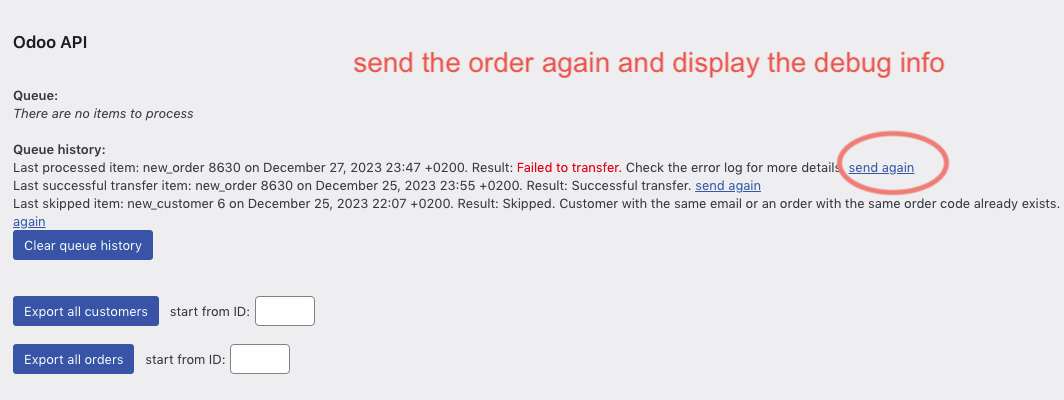 Odoo API
send the order again and display the debug info
Queue:
There are no items to process
Queue history:
Last processed item: new_order 8630 on December 27, 2023 23:47 +0200. Result: Failed to transfer. Check the error log for more details. send again
Last successful transfer item: new_order 8630 on December 25, 2023 23:55 +0200. Result: Successful transfer. send again
Last skipped item: new_customer 6 on December 25, 2023 22:07 +0200. Result: Skipped. Customer with the same email or an order with the same order code already exists.
again
Clear queue history
Export all customers start from ID:
Export all orders start from ID: